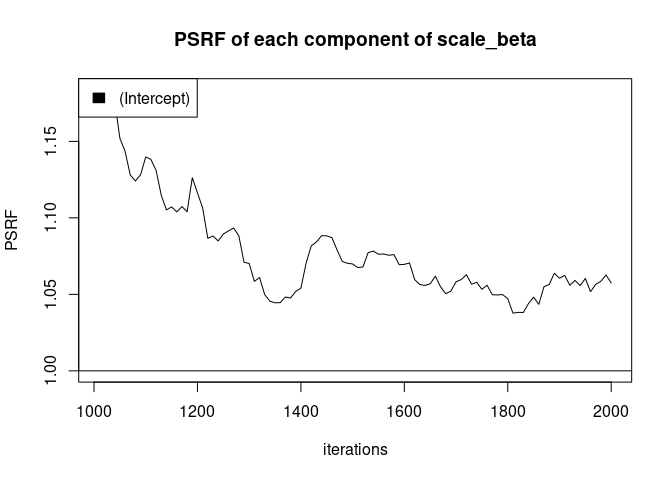 PSRF of each component of scale_beta
(Intercept)
PSRF
1.15
1.10
1.05
1.00
1000 1200 1400 1600 1800 2000
iterations